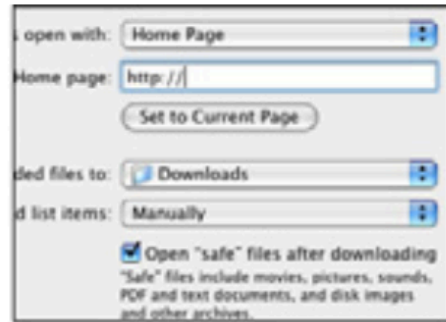 s open with: Home Page
Home page: http://
Set to Current Page
ded files to: Downloads
d list items: Manually
Open "safe" files after downloading
"Safe" files include movies, pictures, sounds,
PDF and text documents, and disk images
and other archives.